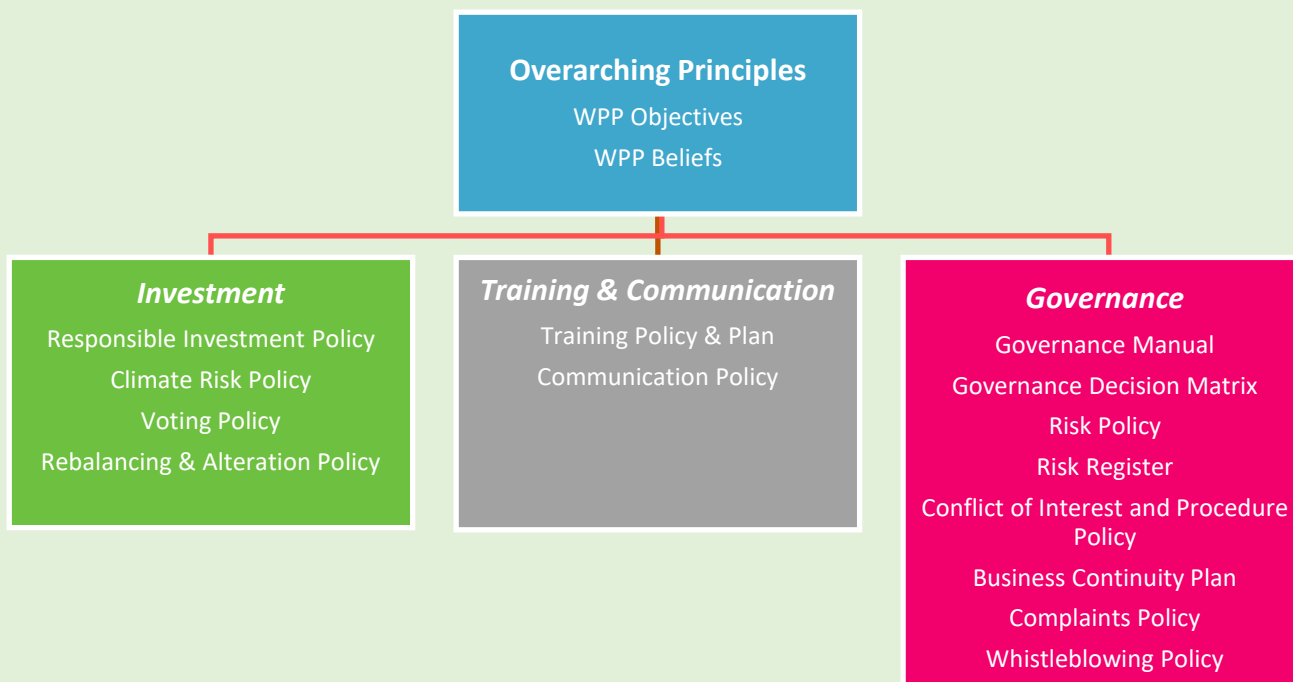 Overarching Principles
WPP Objectives
WPP Beliefs
Investment
Responsible Investment Policy
Climate Risk Policy
Voting Policy
Rebalancing & Alteration Policy
Training & Communication
Training Policy & Plan
Communication Policy
Governance
Governance Manual
Governance Decision Matrix
Risk Policy
Risk Register
Conflict of Interest and Procedure
Policy
Business Continuity Plan
Complaints Policy
Whistleblowing Policy